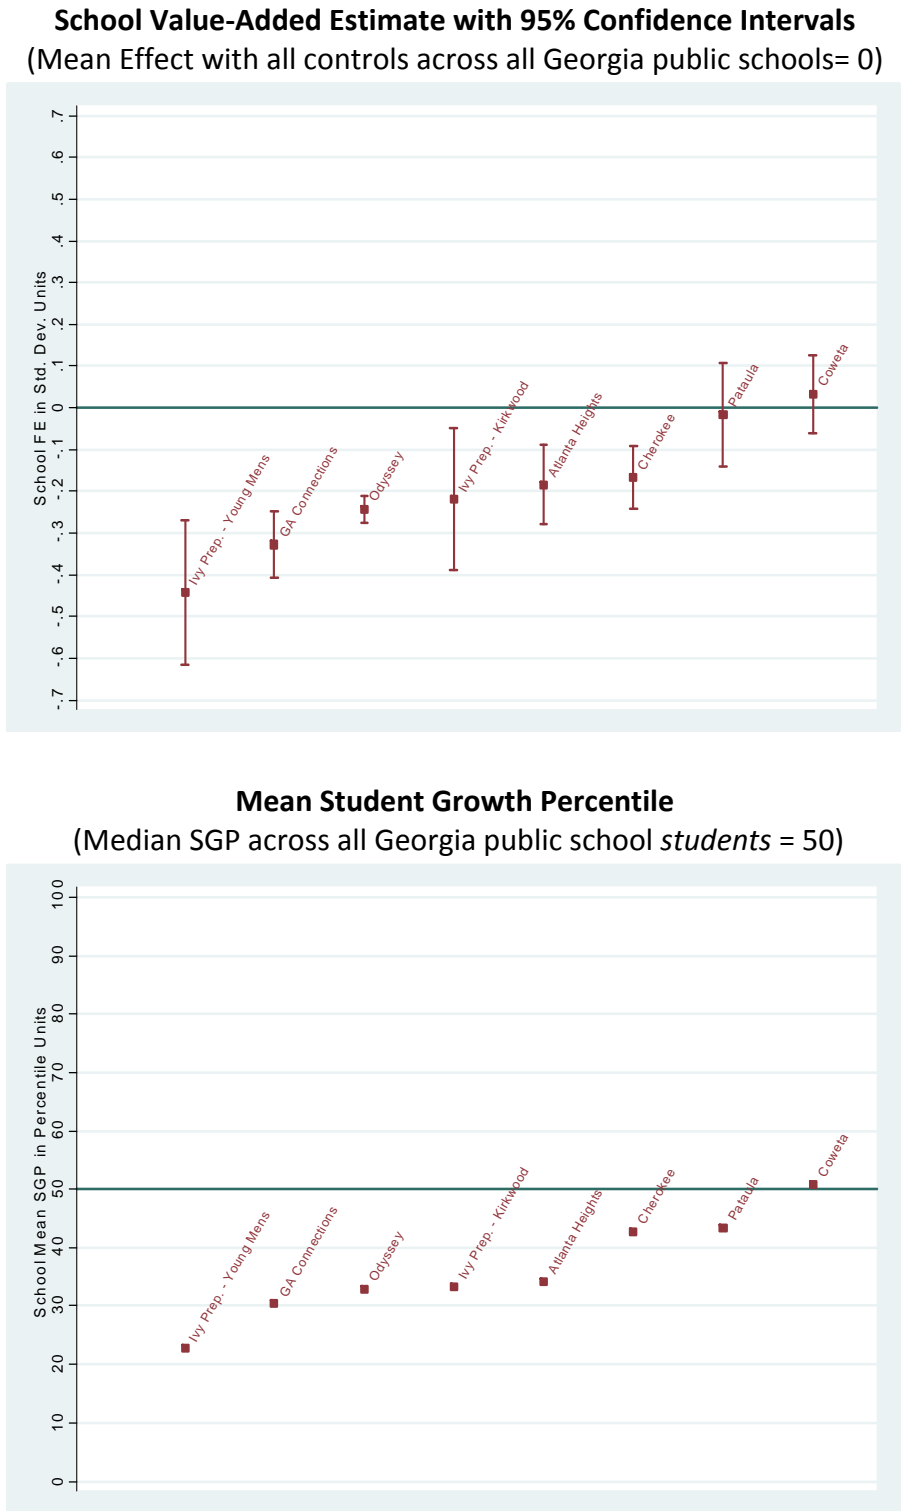 School Value-Added Estimate with 95% Confidence Intervals
(Mean Effect with all controls across all Georgia public schools= 0)
School FE in Std. Dev. Units
.7
.6
.5
.4
.3
.2
.1
0
-.1
-.2
-.3
-.4
-.5
-.6
-.7
Ivy Prep. - Young Mens
GA Connections
Odyssey
Ivy Prep. - Kirkwood
Atlanta Heights
Cherokee
Pataula
Coweta
Mean Student Growth Percentile
(Median SGP across all Georgia public school students = 50)
School Mean SGP in Percentile Units
100
90
80
70
60
50
40
30
20
10
0
Ivy Prep. - Young Mens
GA Connections
Odyssey
Ivy Prep. - Kirkwood
Atlanta Heights
Cherokee
Pataula
Coweta